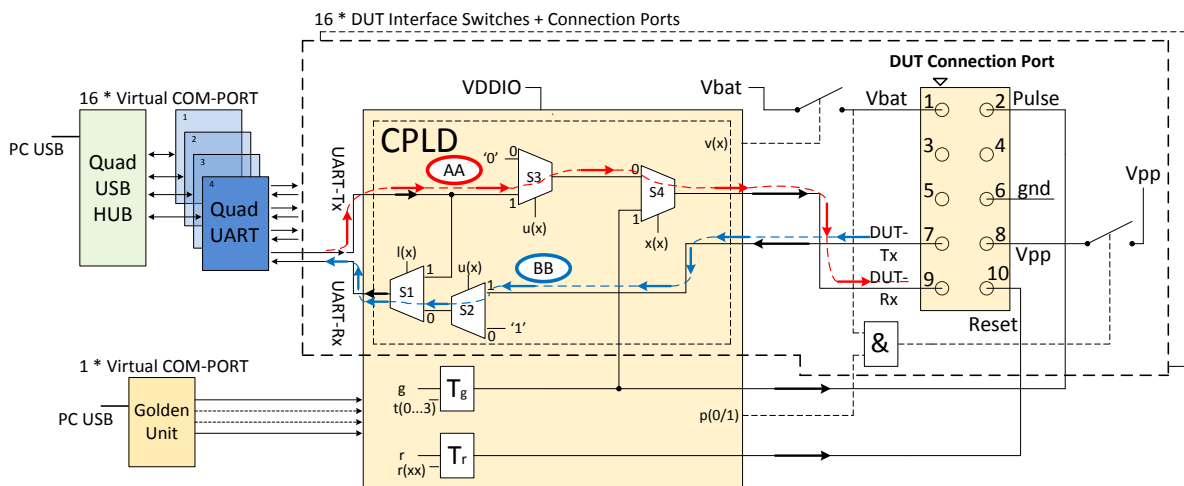 16 * DUT Interface Switches + Connection Ports
DUT Connection Port
16 * Virtual COM-PORT
PC USB
Quad
USB
HUB
1
2
3
4
Quad
UART
UART-Tx
UART-Rx
VDDIO
CPLD
AA
'0'
0
S3
1
u(x)
0
S4
1
x(x)
l(x)
1
S1
0
u(x)
1
S2
0
'1'
BB
Vbat
v(x)
Vbat
1
2
Pulse
3
4
5
6
gnd
7
8
Vpp
9
10
Reset
DUT-
Tx
DUT-
Rx
Vpp
&
p(0/1)
1 * Virtual COM-PORT
PC USB
Golden
Unit
g
t(0...3)
Tg
r
r(xx)
Tr